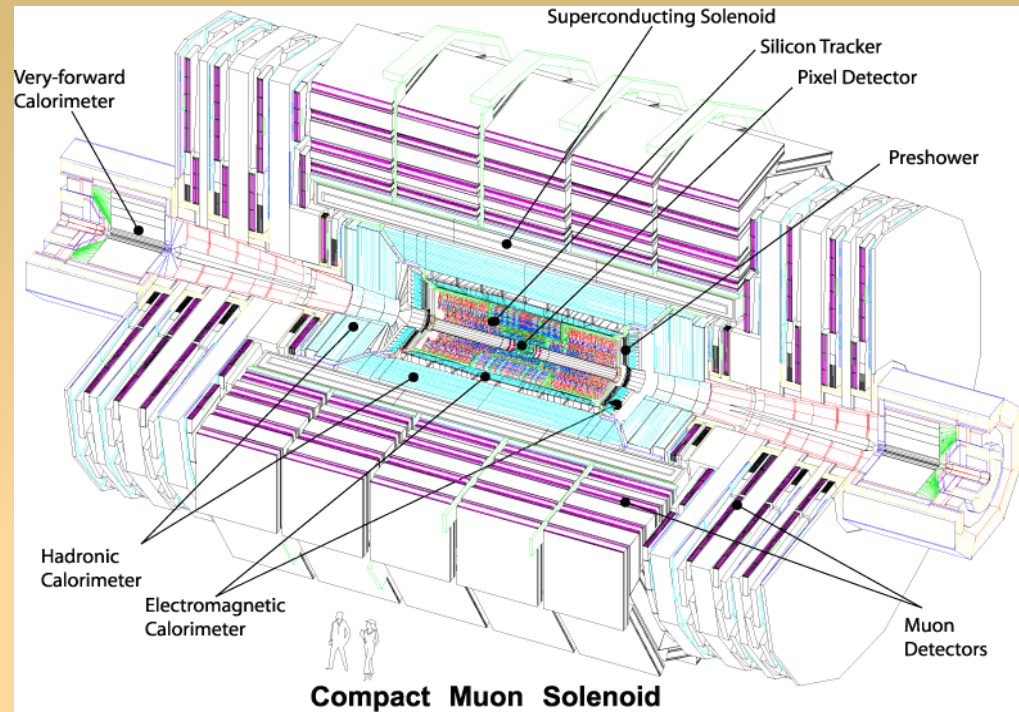 Superconducting Solenoid
Silicon Tracker
Pixel Detector
Very-forward
Calorimeter
Preshower
Hadronic
Calorimeter
Electromagnetic
Calorimeter
Muon
Detectors
Compact Muon Solenoid